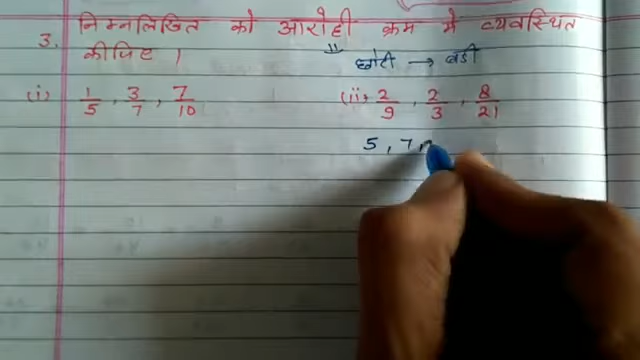 3. निम्नलिखित को आरोही क्रम मे व्यवस्थित
कीजिए ।
छोटी → बडी
(i) 1/5 , 3/7 , 7/10
(ii) 2/9 , 2/3 , 8/21
5 , 7 ,